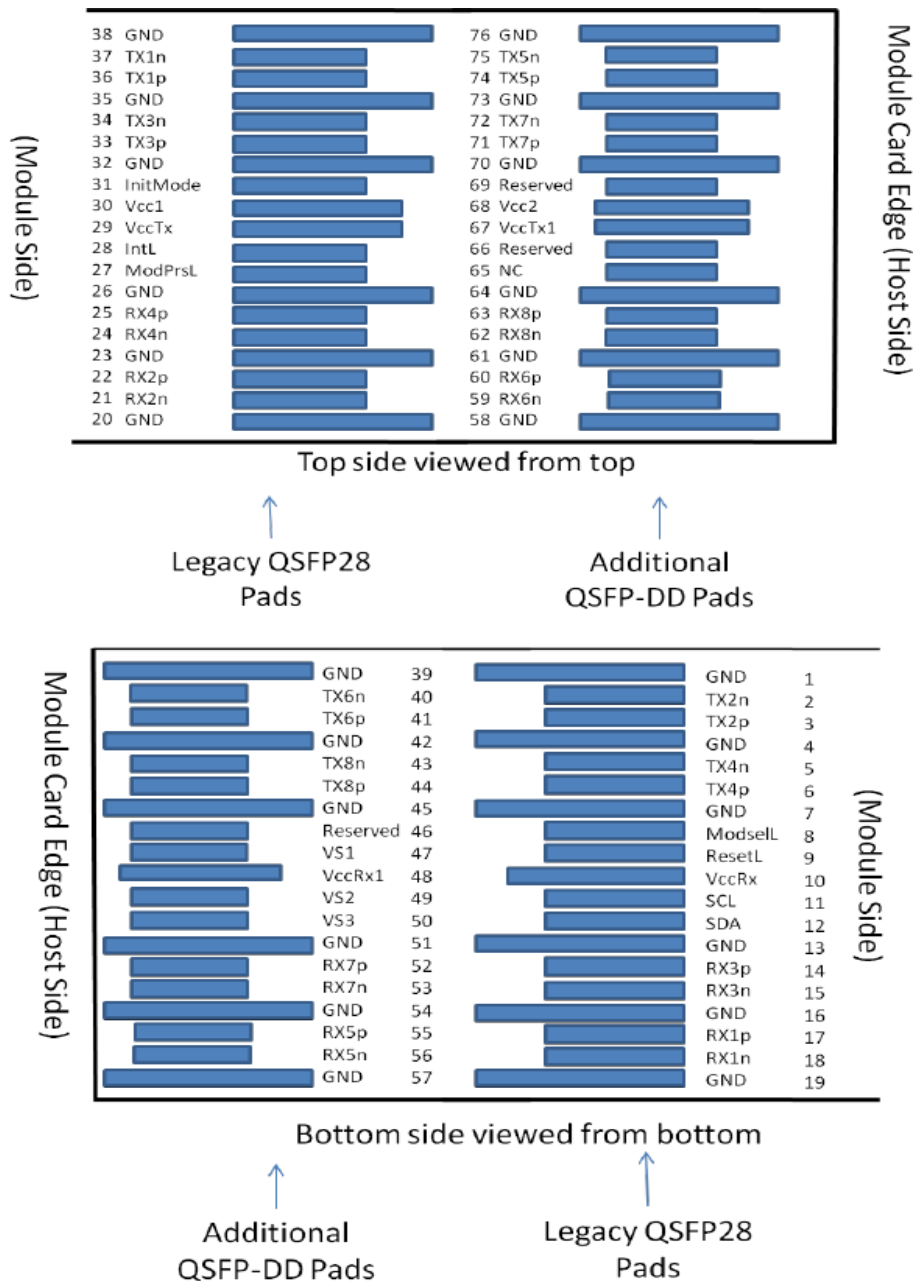 (Module Side)
38 GND 76 GND
37 TX1n 75 TX5n
36 TX1p 74 TX5p
35 GND 73 GND
34 TX3n 72 TX7n
33 TX3p 71 TX7p
32 GND 70 GND
31 InitMode 69 Reserved
30 Vcc1 68 Vcc2
29 VccTx 67 VccTx1
28 IntL 66 Reserved
27 ModPrsL 65 NC
26 GND 64 GND
25 RX4p 63 RX8p
24 RX4n 62 RX8n
23 GND 61 GND
22 RX2p 60 RX6p
21 RX2n 59 RX6n
20 GND 58 GND
Module Card Edge (Host Side)
Top side viewed from top
Legacy QSFP28
Pads
Additional
QSFP-DD Pads
Module Card Edge (Host Side)
GND 39 GND 1
TX6n 40 TX2n 2
TX6p 41 TX2p 3
GND 42 GND 4
TX8n 43 TX4n 5
TX8p 44 TX4p 6
GND 45 GND 7
Reserved 46 ModselL 8
VS1 47 ResetL 9
VccRx1 48 VccRx 10
VS2 49 SCL 11
VS3 50 SDA 12
GND 51 GND 13
RX7p 52 RX3p 14
RX7n 53 RX3n 15
GND 54 GND 16
RX5p 55 RX1p 17
RX5n 56 RX1n 18
GND 57 GND 19
(Module Side)
Bottom side viewed from bottom
Additional
QSFP-DD Pads
Legacy QSFP28
Pads